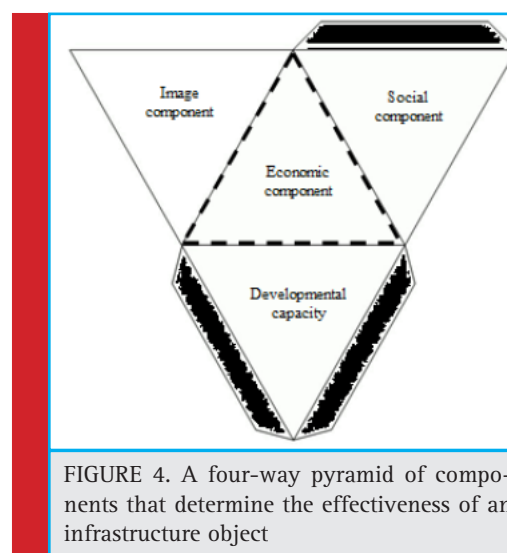 Image
component
Social
component
Economic
component
Developmental
capacity
FIGURE 4. A four-way pyramid of compo-
nents that determine the effectiveness of an
infrastructure object